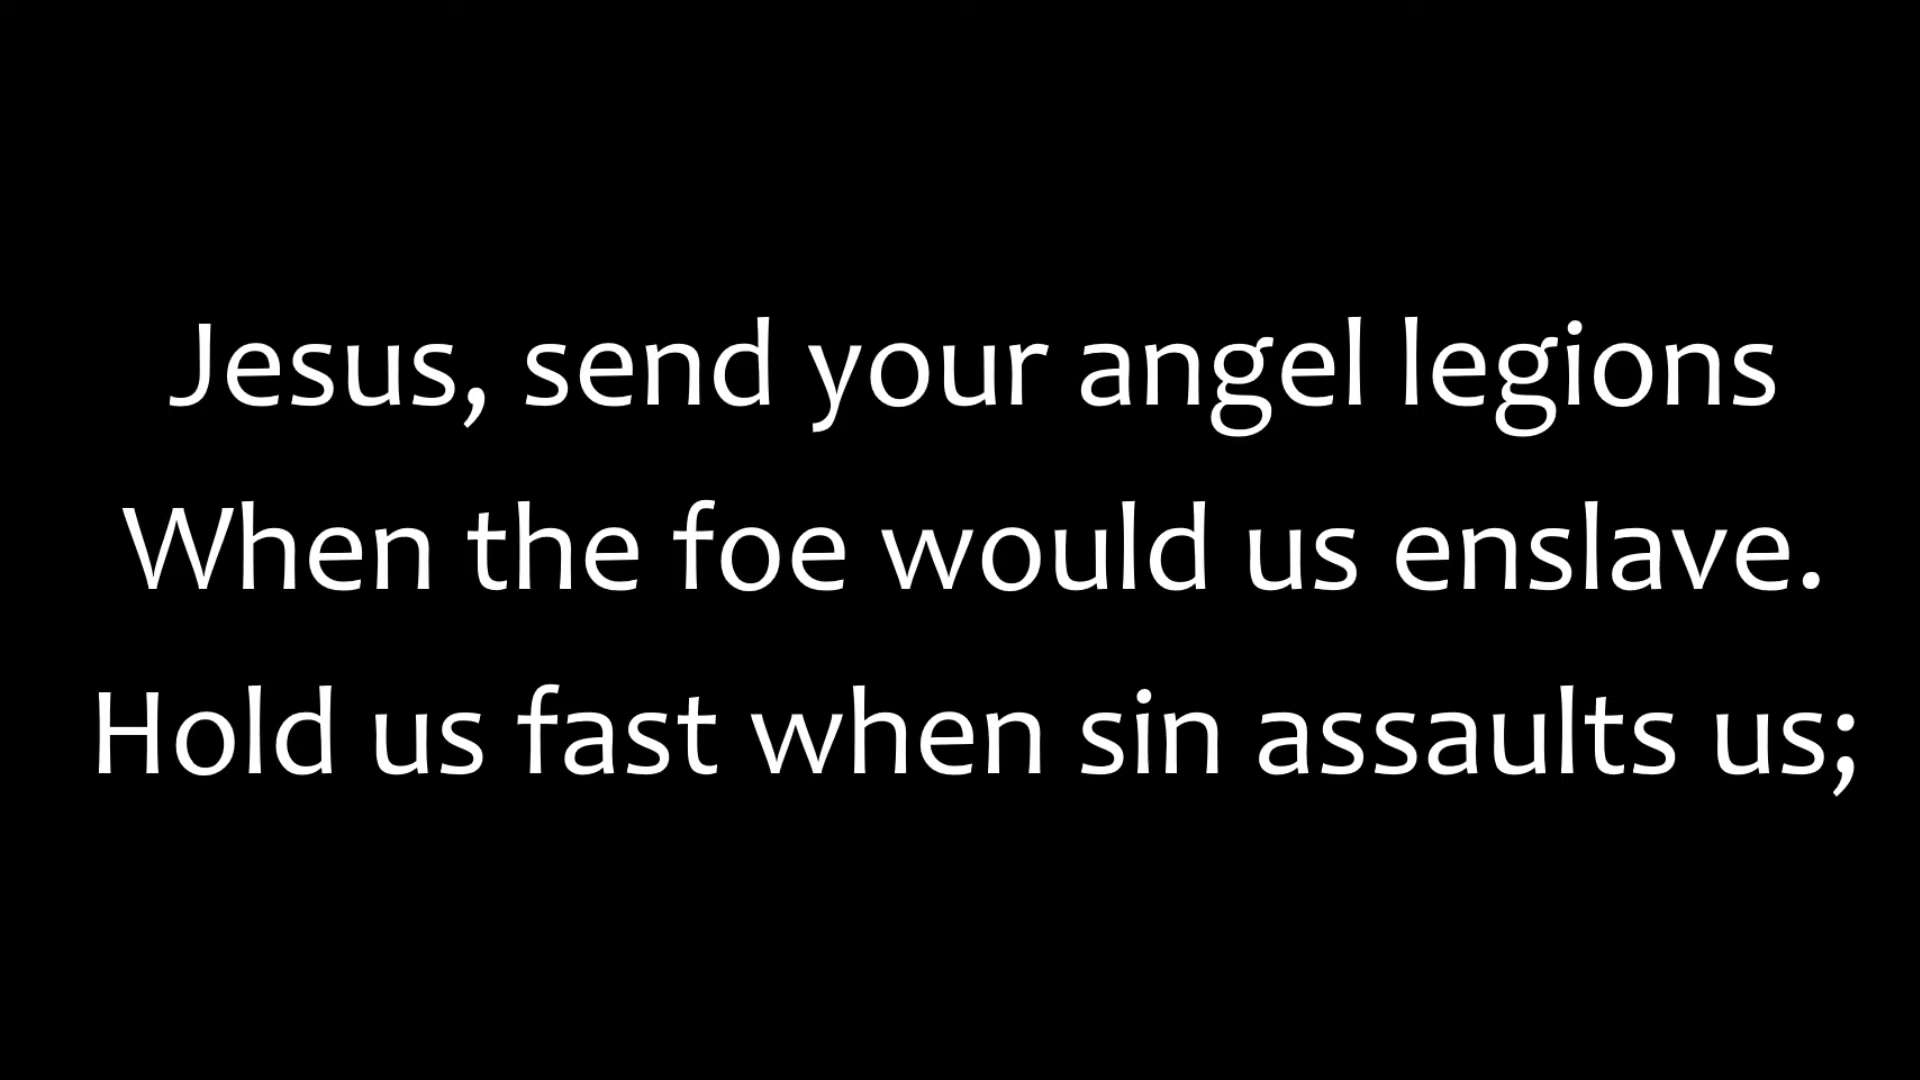 Jesus, send your angel legions
When the foe would us enslave.
Hold us fast when sin assaults us;